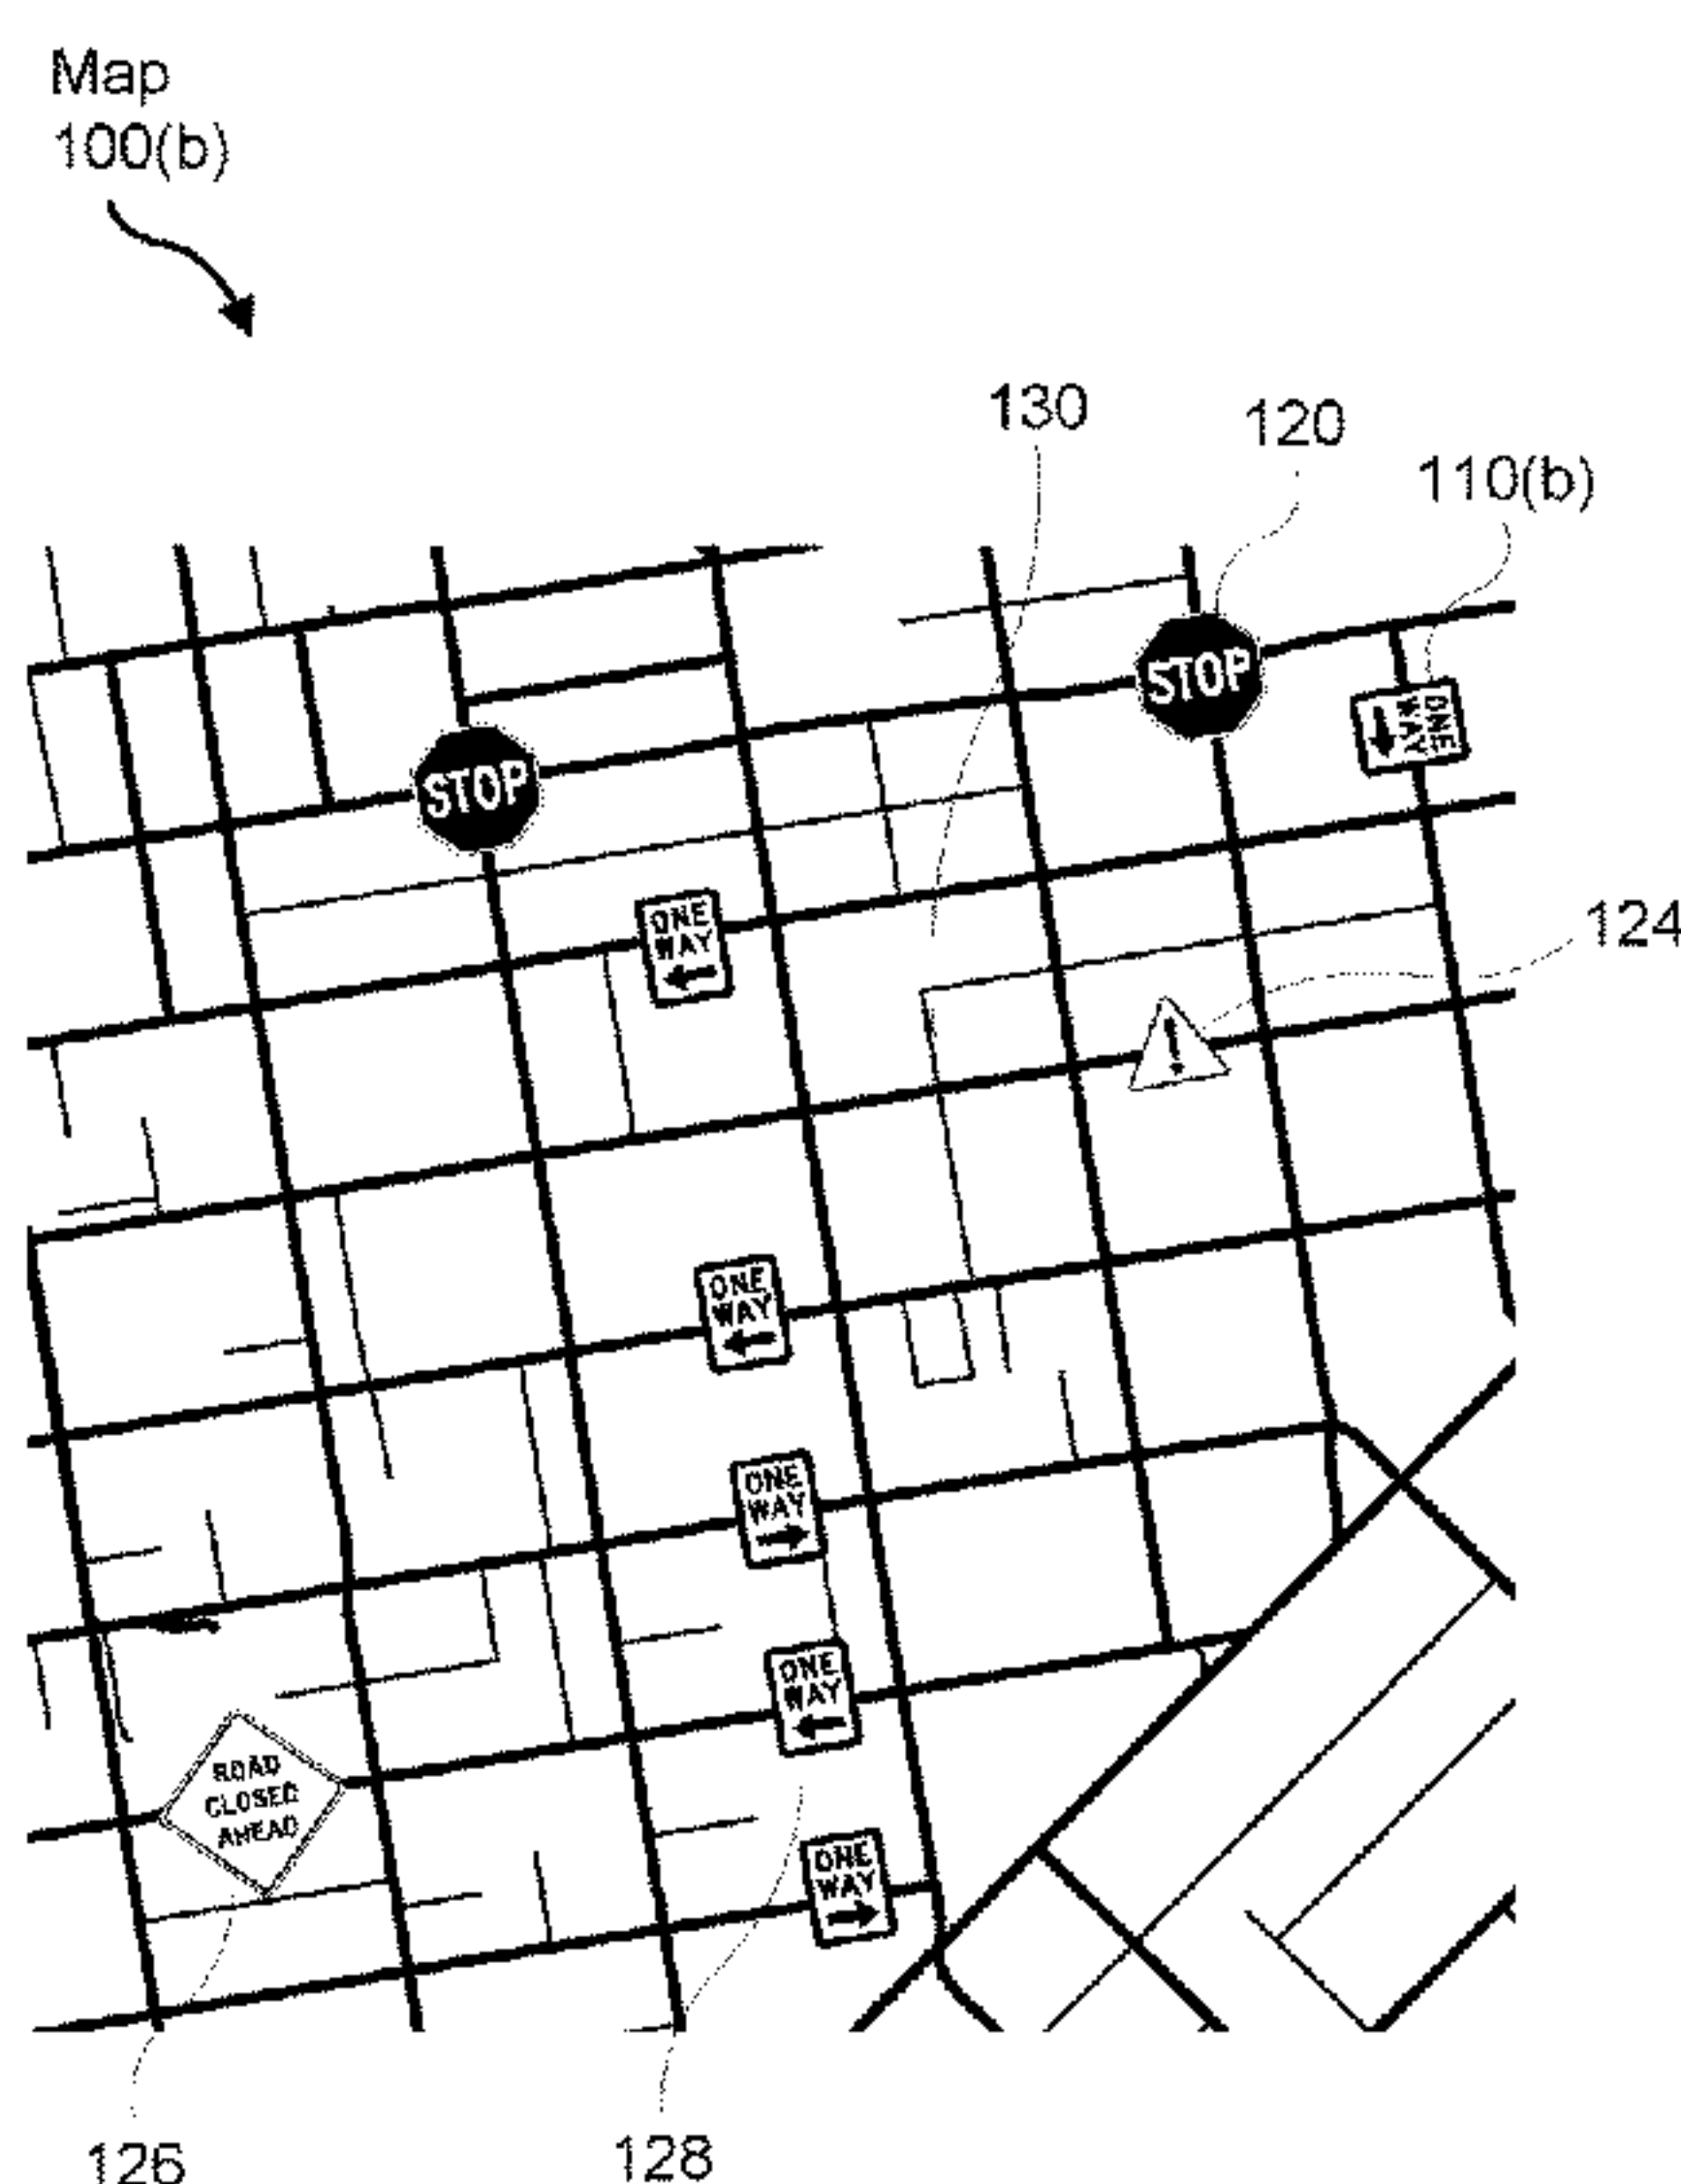 Map
100(b)
130
120
110(b)
STOP
ONE
WAY
STOP
ONE
WAY
124
!
ONE
WAY
ONE
WAY
ONE
WAY
ROAD
CLOSED
AHEAD
ONE
WAY
126
128